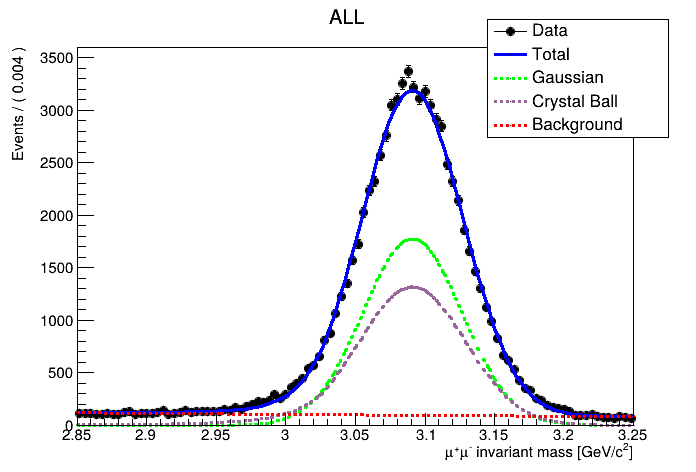 ALL
Data
Total
Gaussian
Crystal Ball
Background
Events / ( 0.004 )
3500
3000
2500
2000
1500
1000
500
0
2.85 2.9 2.95 3 3.05 3.1 3.15 3.2 3.25
μ⁺μ⁻ invariant mass [GeV/c²]